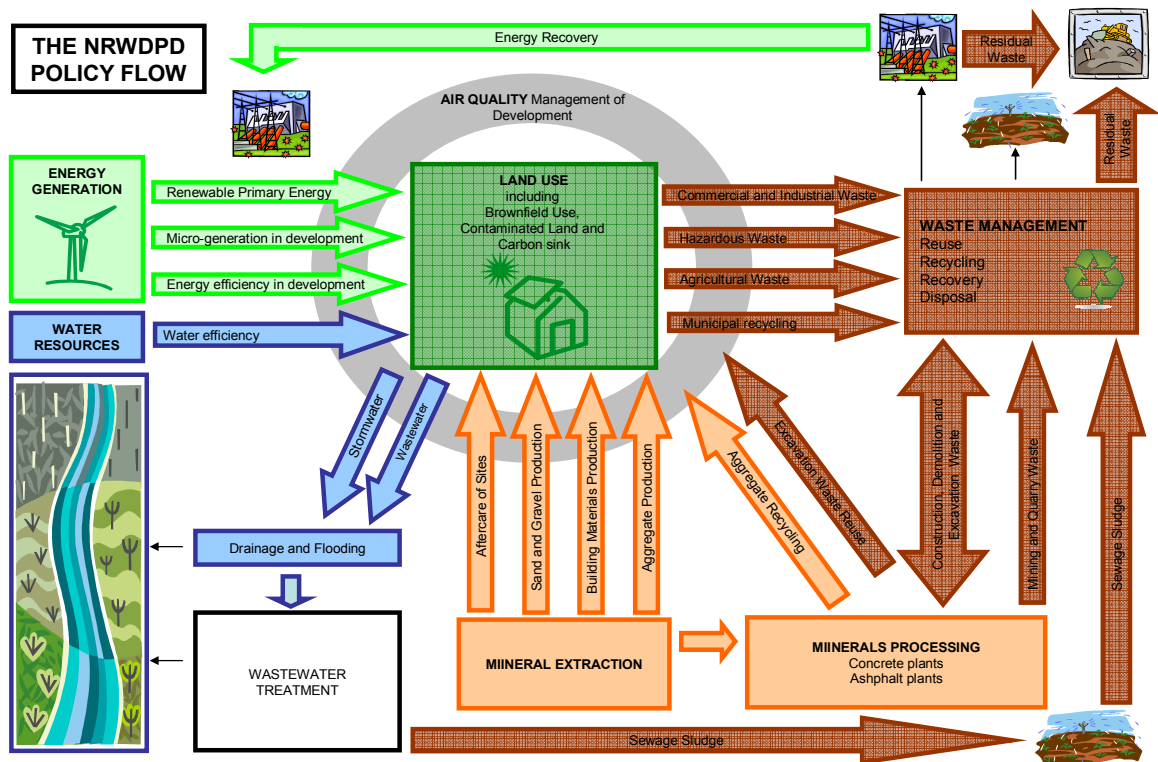 THE NRWDPD
POLICY FLOW
Energy Recovery
Residual
Waste
AIR QUALITY Management of
Development
Residual
Waste
ENERGY
GENERATION
Renewable Primary Energy
Micro-generation in development
Energy efficiency in development
LAND USE
including
Brownfield Use,
Contaminated Land and
Carbon sink
Commercial and Industrial Waste
Hazardous Waste
Agricultural Waste
Municipal recycling
WASTE MANAGEMENT
Reuse
Recycling
Recovery
Disposal
WATER
RESOURCES
Water efficiency
Stormwater
Wastewater
Aftercare of Sites
Sand and Gravel Production
Building Materials Production
Aggregate Production
Aggregate Recycling
Excavation Waste Reuse
Construction, Demolition and
Excavation Waste
Mining and Quarry Waste
Sewage Sludge
Drainage and Flooding
WASTEWATER
TREATMENT
MIINERAL EXTRACTION
MIINERALS PROCESSING
Concrete plants
Ashphalt plants
Sewage Sludge